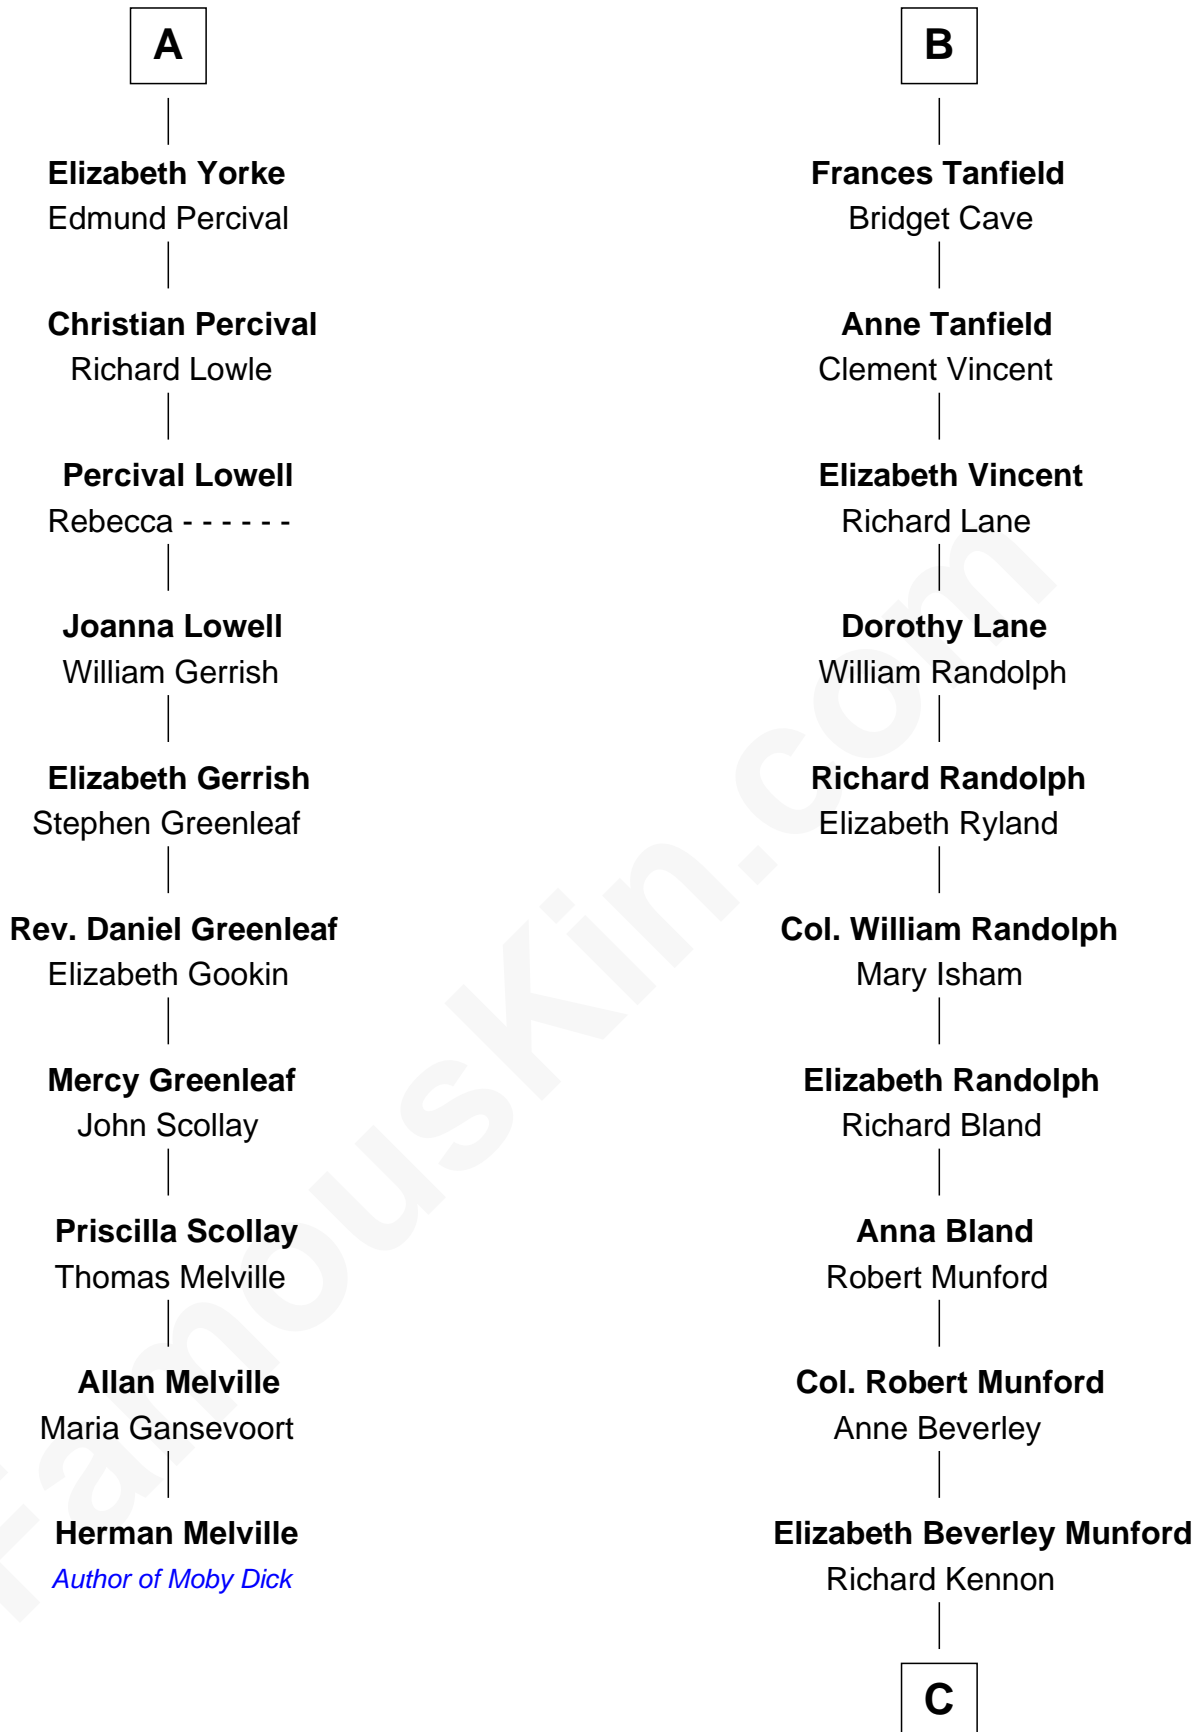 A
Elizabeth Yorke
Edmund Percival
Christian Percival
Richard Lowle
Percival Lowell
Rebecca - - - - - -
Joanna Lowell
William Gerrish
Elizabeth Gerrish
Stephen Greenleaf
Rev. Daniel Greenleaf
Elizabeth Gookin
Mercy Greenleaf
John Scollay
Priscilla Scollay
Thomas Melville
Allan Melville
Maria Gansevoort
Herman Melville
Author of Moby Dick
B
Frances Tanfield
Bridget Cave
Anne Tanfield
Clement Vincent
Elizabeth Vincent
Richard Lane
Dorothy Lane
William Randolph
Richard Randolph
Elizabeth Ryland
Col. William Randolph
Mary Isham
Elizabeth Randolph
Richard Bland
Anna Bland
Robert Munford
Col. Robert Munford
Anne Beverley
Elizabeth Beverley Munford
Richard Kennon
C
FamousKin.com